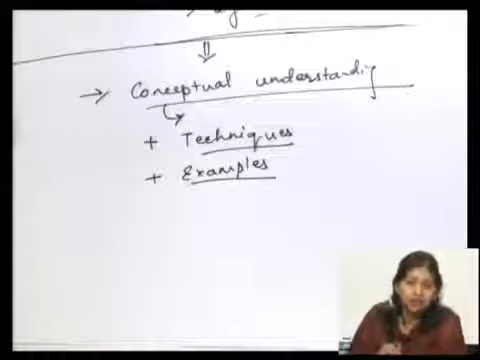 → Conceptual understanding
+ Techniques
+ Examples